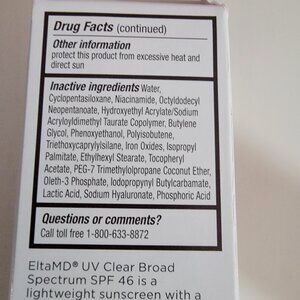 Drug Facts (continued)
Other information
protect this product from excessive heat and
direct sun
Inactive ingredients Water,
Cyclopentasiloxane, Niacinamide, Octyldodecyl
Neopentanoate, Hydroxyethyl Acrylate/Sodium
Acryloyldimethyl Taurate Copolymer, Butylene
Glycol, Phenoxyethanol, Polyisobutene,
Triethoxycaprylylsilane, Iron Oxides, Isopropyl
Palmitate, Ethylhexyl Stearate, Tocopheryl
Acetate, PEG-7 Trimethylolpropane Coconut Ether,
Oleth-3 Phosphate, Iodopropynyl Butylcarbamate,
Lactic Acid, Sodium Hyaluronate, Phosphoric Acid
Questions or comments?
Call toll free 1-800-633-8872
EltaMD® UV Clear Broad
Spectrum SPF 46 is a
lightweight sunscreen with a